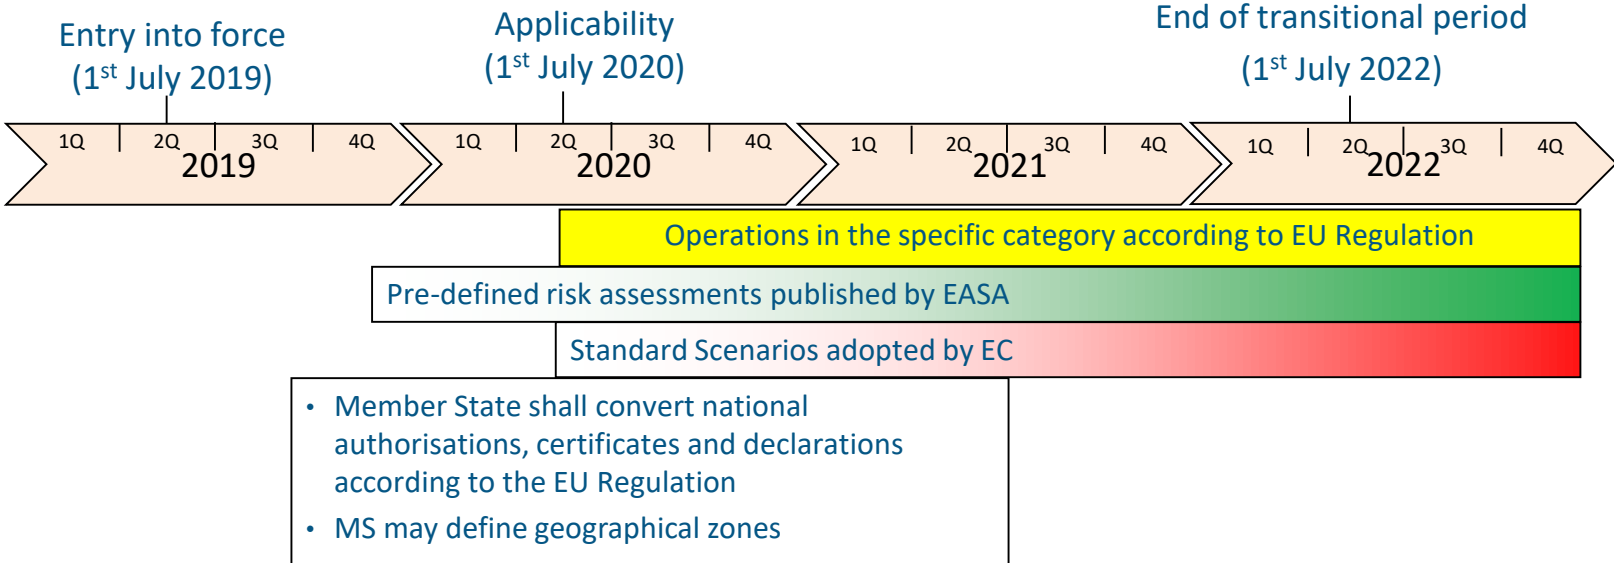 Entry into force
(1st July 2019)
Applicability
(1st July 2020)
End of transitional period
(1st July 2022)
1Q 2Q 3Q 4Q
2019
1Q 2Q 3Q 4Q
2020
1Q 2Q 3Q 4Q
2021
1Q 2Q 3Q 4Q
2022
Operations in the specific category according to EU Regulation
Pre-defined risk assessments published by EASA
Standard Scenarios adopted by EC
• Member State shall convert national
authorisations, certificates and declarations
according to the EU Regulation
• MS may define geographical zones